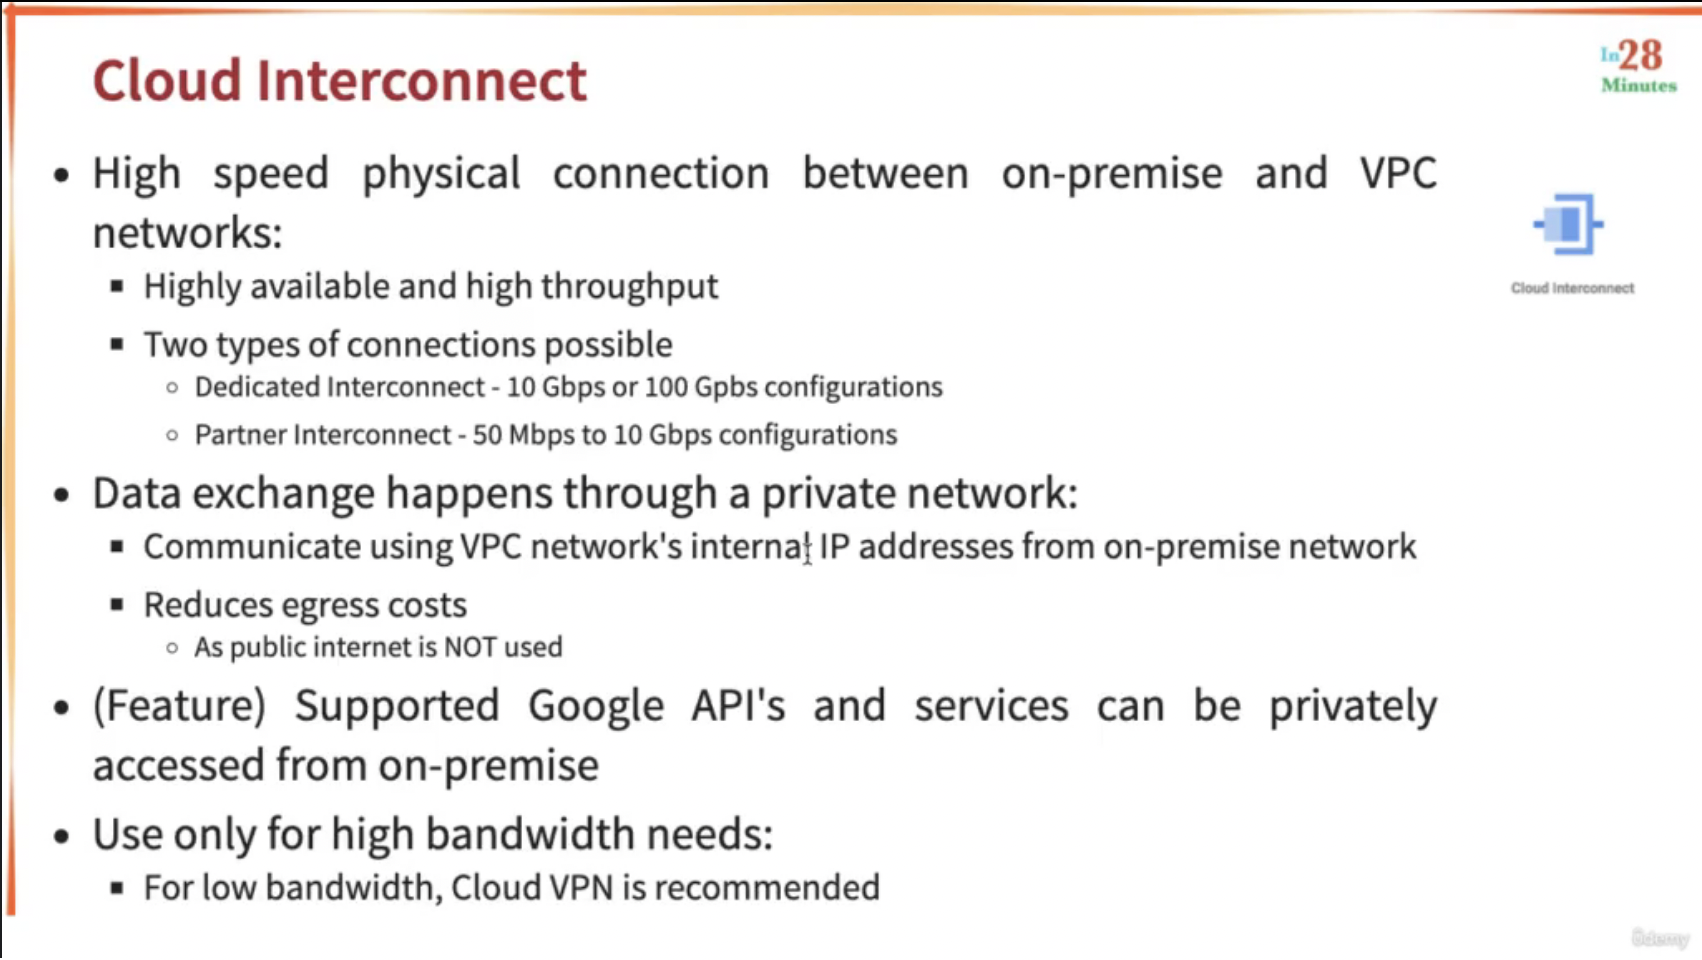 Cloud Interconnect
In28
Minutes
• High speed physical connection between on-premise and VPC
networks:
▪ Highly available and high throughput
▪ Two types of connections possible
○ Dedicated Interconnect - 10 Gbps or 100 Gpbs configurations
○ Partner Interconnect - 50 Mbps to 10 Gbps configurations
• Data exchange happens through a private network:
▪ Communicate using VPC network's internal IP addresses from on-premise network
▪ Reduces egress costs
○ As public internet is NOT used
• (Feature) Supported Google API's and services can be privately
accessed from on-premise
• Use only for high bandwidth needs:
▪ For low bandwidth, Cloud VPN is recommended
Cloud Interconnect
ûdemy